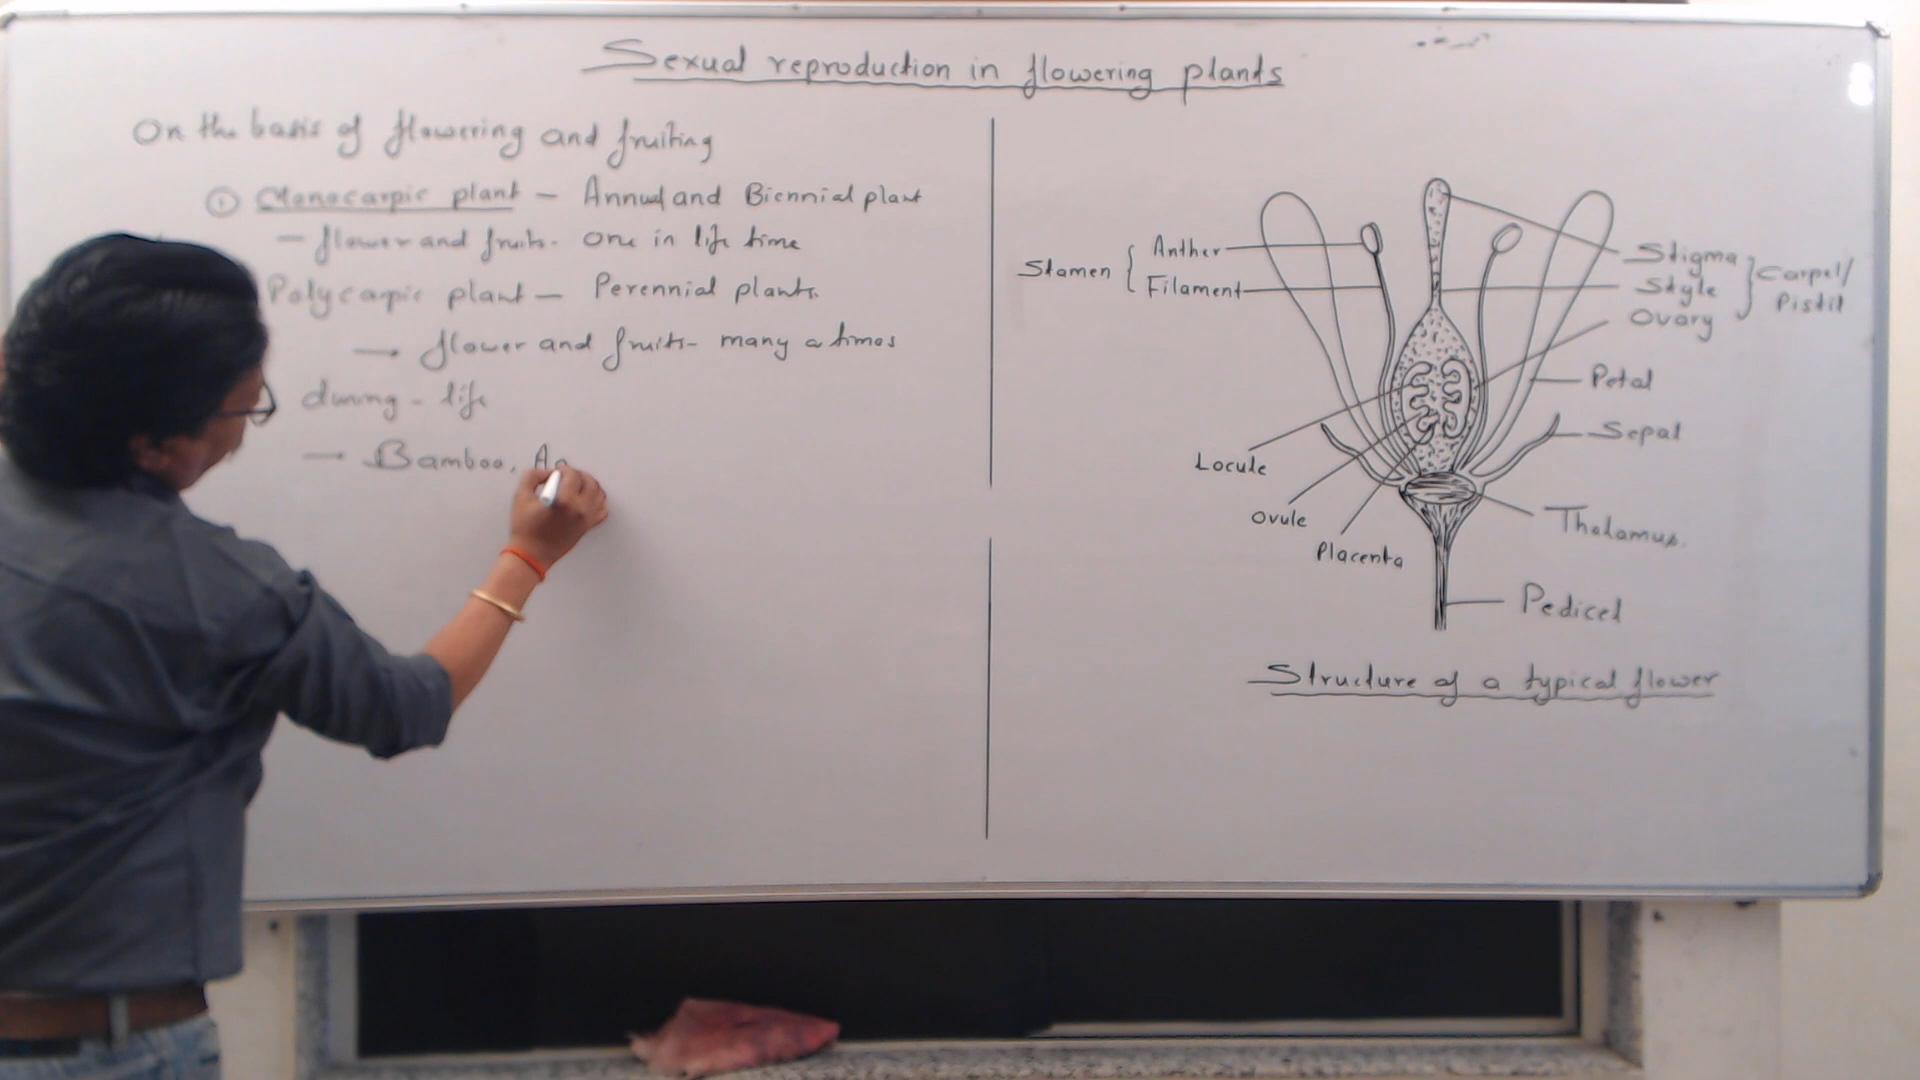 Sexual reproduction in flowering plants
On the basis of flowering and fruiting
① Monocarpic plant – Annual and Biennial plant
– flower and fruits - one in life time
Polycarpic plant – Perennial plants.
→ flower and fruits - many a times
during - life
→ Bamboo, Ag
Stamen { Anther
Filament
Stigma
Style
Ovary
} Carpel/
Pistil
Petal
Sepal
Locule
Ovule
Placenta
Thalamus.
Pedicel
Structure of a typical flower